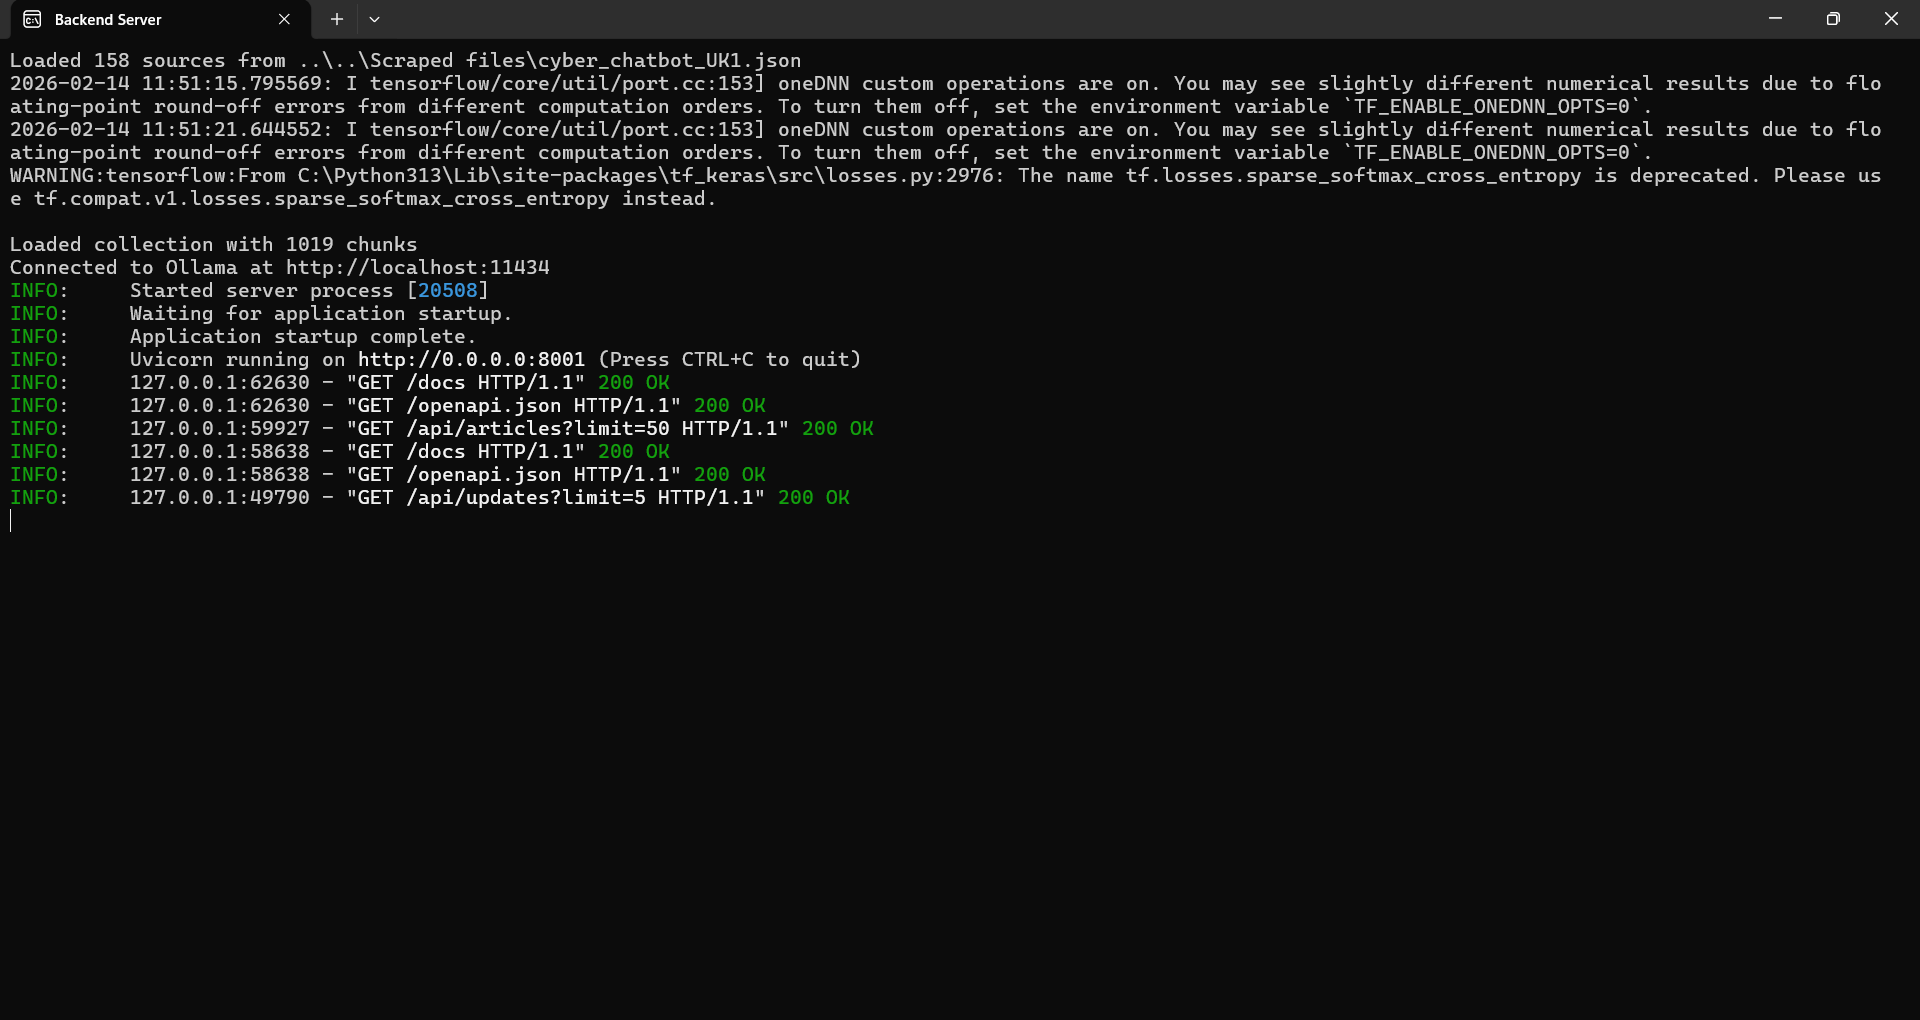 Backend Server
Loaded 158 sources from ..\..\Scraped files\cyber_chatbot_UK1.json
2026-02-14 11:51:15.795569: I tensorflow/core/util/port.cc:153] oneDNN custom operations are on. You may see slightly different numerical results due to flo
ating-point round-off errors from different computation orders. To turn them off, set the environment variable `TF_ENABLE_ONEDNN_OPTS=0`.
2026-02-14 11:51:21.644552: I tensorflow/core/util/port.cc:153] oneDNN custom operations are on. You may see slightly different numerical results due to flo
ating-point round-off errors from different computation orders. To turn them off, set the environment variable `TF_ENABLE_ONEDNN_OPTS=0`.
WARNING:tensorflow:From C:\Python313\Lib\site-packages\tf_keras\src\losses.py:2976: The name tf.losses.sparse_softmax_cross_entropy is deprecated. Please us
e tf.compat.v1.losses.sparse_softmax_cross_entropy instead.

Loaded collection with 1019 chunks
Connected to Ollama at http://localhost:11434
INFO:     Started server process [20508]
INFO:     Waiting for application startup.
INFO:     Application startup complete.
INFO:     Uvicorn running on http://0.0.0.0:8001 (Press CTRL+C to quit)
INFO:     127.0.0.1:62630 - "GET /docs HTTP/1.1" 200 OK
INFO:     127.0.0.1:62630 - "GET /openapi.json HTTP/1.1" 200 OK
INFO:     127.0.0.1:59927 - "GET /api/articles?limit=50 HTTP/1.1" 200 OK
INFO:     127.0.0.1:58638 - "GET /docs HTTP/1.1" 200 OK
INFO:     127.0.0.1:58638 - "GET /openapi.json HTTP/1.1" 200 OK
INFO:     127.0.0.1:49790 - "GET /api/updates?limit=5 HTTP/1.1" 200 OK